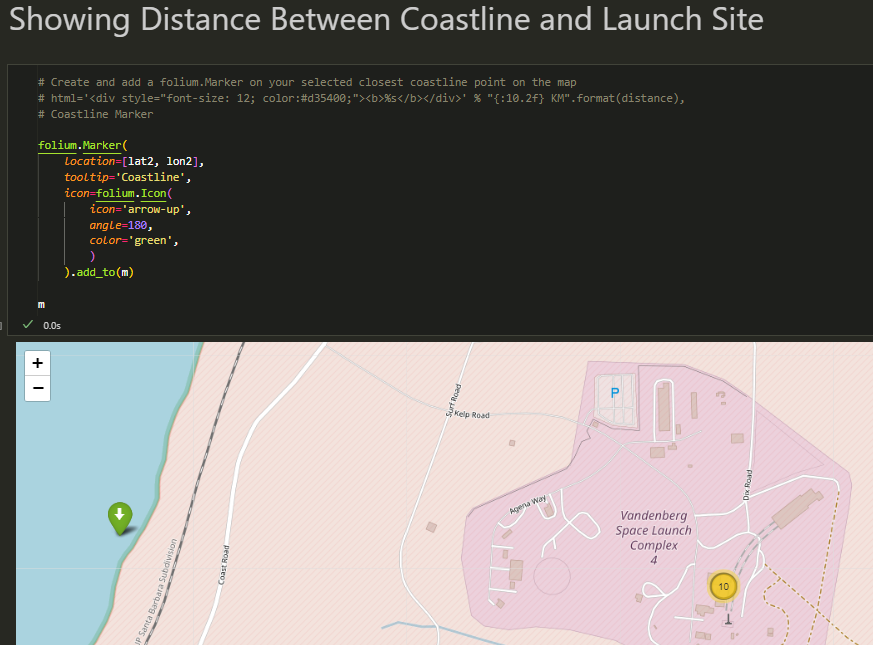 Showing Distance Between Coastline and Launch Site
# Create and add a folium.Marker on your selected closest coastline point on the map
# html='<div style="font-size: 12; color:#d35400;"><b>%s</b></div>' % "{:10.2f} KM".format(distance),
# Coastline Marker
folium.Marker(
location=[lat2, lon2],
tooltip='Coastline',
icon=folium.Icon(
icon='arrow-up',
angle=180,
color='green',
)
).add_to(m)
m
0.0s
+
−
P
Surf Road
Kelp Road
Dix Road
Agena Way
Vandenberg
Space Launch
Complex
4
Coast Road
UP Santa Barbara Subdivision
10